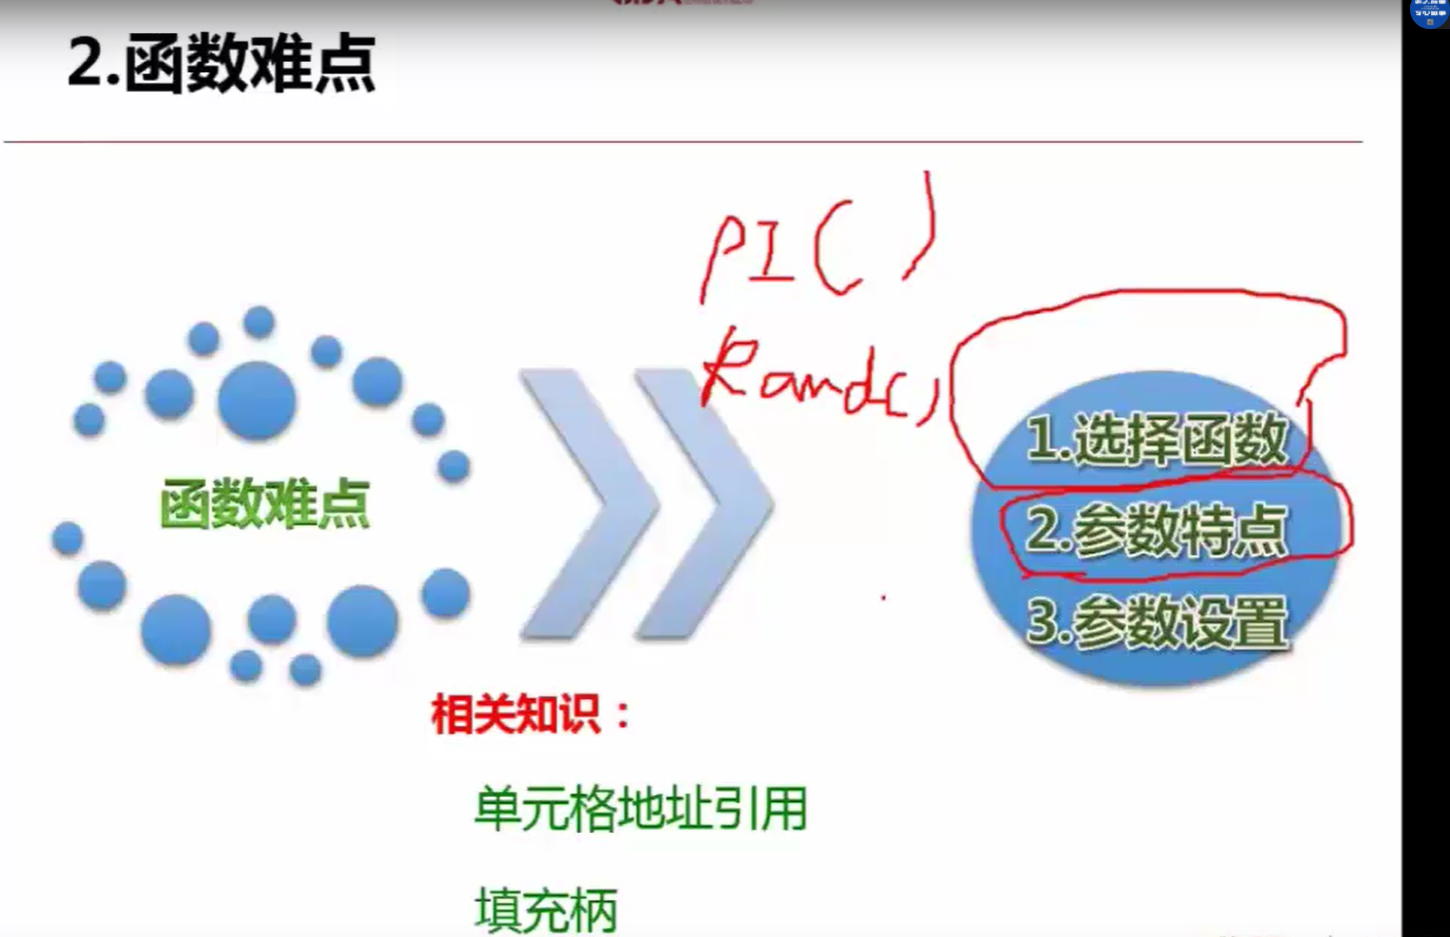 2.函数难点
PI()
Rand()
函数难点
1.选择函数
2.参数特点
3.参数设置
相关知识：
单元格地址引用
填充柄